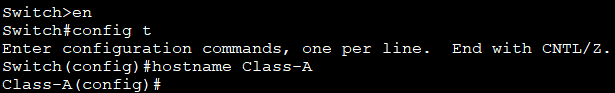 Switch>en
Switch#config t
Enter configuration commands, one per line.  End with CNTL/Z.
Switch(config)#hostname Class-A
Class-A(config)#